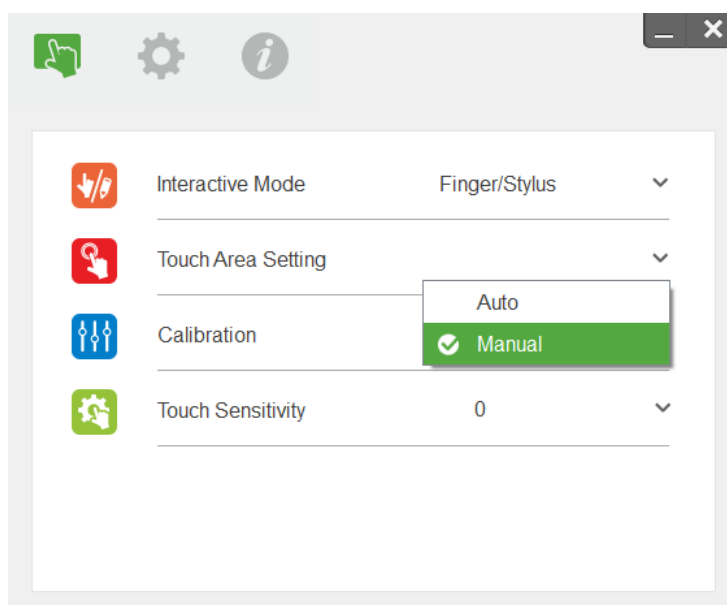 Interactive Mode Finger/Stylus
Touch Area Setting
Auto
Calibration
Manual
Touch Sensitivity 0